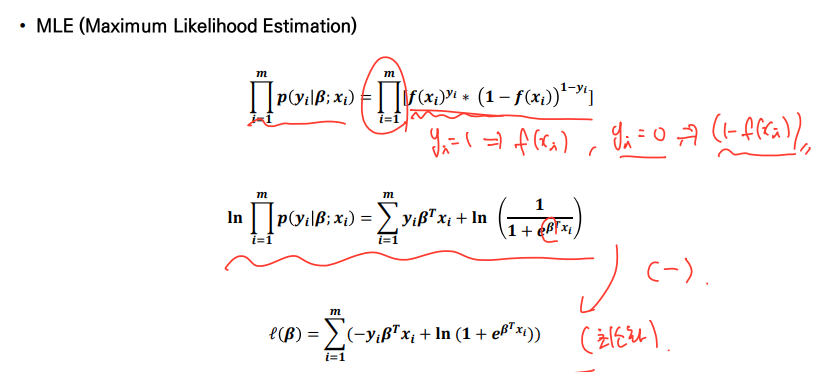 • MLE (Maximum Likelihood Estimation)
∏_{i=1}^{m} p(y_i|β; x_i) = ∏_{i=1}^{m} [f(x_i)^{y_i} * (1 − f(x_i))^{1−y_i}]
y_i=1 ⇒ f(x_i) , y_i=0 ⇒ (1-f(x_i))〃
ln ∏_{i=1}^{m} p(y_i|β; x_i) = ∑_{i=1}^{m} y_iβ^T x_i + ln (1 / (1 + e^{β^T x_i}))
(−).
ℓ(β) = ∑_{i=1}^{m} (−y_iβ^T x_i + ln (1 + e^{β^T x_i}))
(최소화).